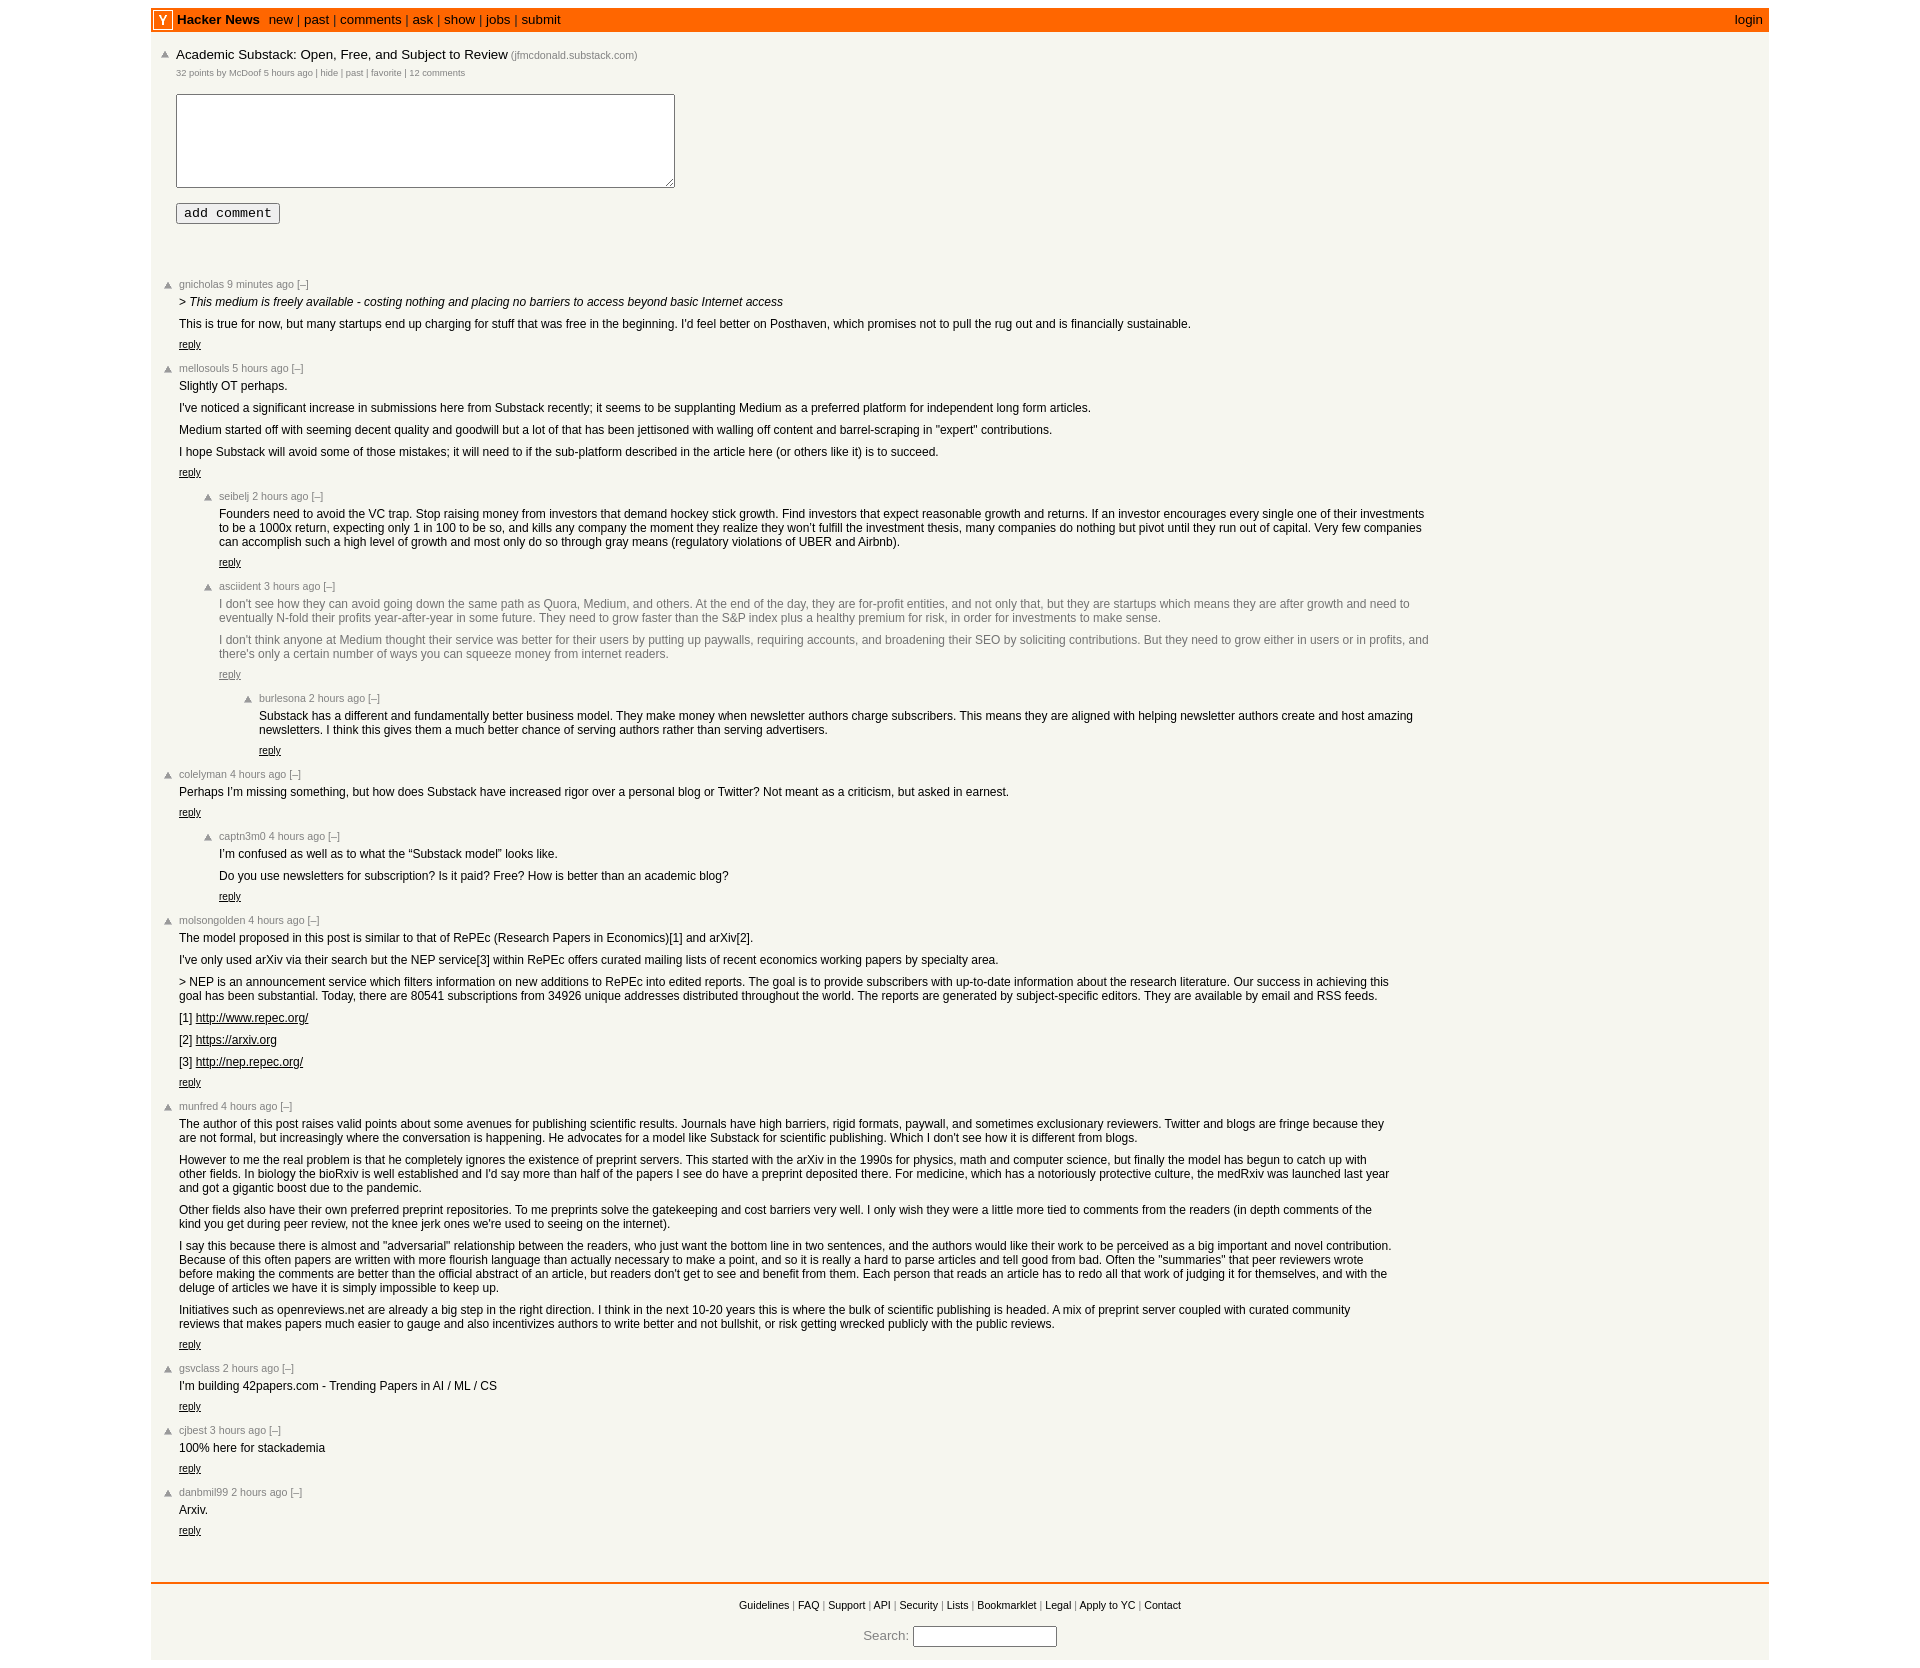 Y Hacker News new | past | comments | ask | show | jobs | submit login
Academic Substack: Open, Free, and Subject to Review (jfmcdonald.substack.com)
32 points by McDoof 5 hours ago | hide | past | favorite | 12 comments
add comment
gnicholas 9 minutes ago [–]
> This medium is freely available - costing nothing and placing no barriers to access beyond basic Internet access
This is true for now, but many startups end up charging for stuff that was free in the beginning. I'd feel better on Posthaven, which promises not to pull the rug out and is financially sustainable.
reply
mellosouls 5 hours ago [–]
Slightly OT perhaps.
I've noticed a significant increase in submissions here from Substack recently; it seems to be supplanting Medium as a preferred platform for independent long form articles.
Medium started off with seeming decent quality and goodwill but a lot of that has been jettisoned with walling off content and barrel-scraping in "expert" contributions.
I hope Substack will avoid some of those mistakes; it will need to if the sub-platform described in the article here (or others like it) is to succeed.
reply
seibelj 2 hours ago [–]
Founders need to avoid the VC trap. Stop raising money from investors that demand hockey stick growth. Find investors that expect reasonable growth and returns. If an investor encourages every single one of their investments
to be a 1000x return, expecting only 1 in 100 to be so, and kills any company the moment they realize they won’t fulfill the investment thesis, many companies do nothing but pivot until they run out of capital. Very few companies
can accomplish such a high level of growth and most only do so through gray means (regulatory violations of UBER and Airbnb).
reply
asciident 3 hours ago [–]
I don't see how they can avoid going down the same path as Quora, Medium, and others. At the end of the day, they are for-profit entities, and not only that, but they are startups which means they are after growth and need to
eventually N-fold their profits year-after-year in some future. They need to grow faster than the S&P index plus a healthy premium for risk, in order for investments to make sense.
I don't think anyone at Medium thought their service was better for their users by putting up paywalls, requiring accounts, and broadening their SEO by soliciting contributions. But they need to grow either in users or in profits, and
there's only a certain number of ways you can squeeze money from internet readers.
reply
burlesona 2 hours ago [–]
Substack has a different and fundamentally better business model. They make money when newsletter authors charge subscribers. This means they are aligned with helping newsletter authors create and host amazing
newsletters. I think this gives them a much better chance of serving authors rather than serving advertisers.
reply
colelyman 4 hours ago [–]
Perhaps I’m missing something, but how does Substack have increased rigor over a personal blog or Twitter? Not meant as a criticism, but asked in earnest.
reply
captn3m0 4 hours ago [–]
I’m confused as well as to what the “Substack model” looks like.
Do you use newsletters for subscription? Is it paid? Free? How is better than an academic blog?
reply
molsongolden 4 hours ago [–]
The model proposed in this post is similar to that of RePEc (Research Papers in Economics)[1] and arXiv[2].
I've only used arXiv via their search but the NEP service[3] within RePEc offers curated mailing lists of recent economics working papers by specialty area.
> NEP is an announcement service which filters information on new additions to RePEc into edited reports. The goal is to provide subscribers with up-to-date information about the research literature. Our success in achieving this
goal has been substantial. Today, there are 80541 subscriptions from 34926 unique addresses distributed throughout the world. The reports are generated by subject-specific editors. They are available by email and RSS feeds.
[1] http://www.repec.org/
[2] https://arxiv.org
[3] http://nep.repec.org/
reply
munfred 4 hours ago [–]
The author of this post raises valid points about some avenues for publishing scientific results. Journals have high barriers, rigid formats, paywall, and sometimes exclusionary reviewers. Twitter and blogs are fringe because they
are not formal, but increasingly where the conversation is happening. He advocates for a model like Substack for scientific publishing. Which I don't see how it is different from blogs.
However to me the real problem is that he completely ignores the existence of preprint servers. This started with the arXiv in the 1990s for physics, math and computer science, but finally the model has begun to catch up with
other fields. In biology the bioRxiv is well established and I'd say more than half of the papers I see do have a preprint deposited there. For medicine, which has a notoriously protective culture, the medRxiv was launched last year
and got a gigantic boost due to the pandemic.
Other fields also have their own preferred preprint repositories. To me preprints solve the gatekeeping and cost barriers very well. I only wish they were a little more tied to comments from the readers (in depth comments of the
kind you get during peer review, not the knee jerk ones we're used to seeing on the internet).
I say this because there is almost and "adversarial" relationship between the readers, who just want the bottom line in two sentences, and the authors would like their work to be perceived as a big important and novel contribution.
Because of this often papers are written with more flourish language than actually necessary to make a point, and so it is really a hard to parse articles and tell good from bad. Often the "summaries" that peer reviewers wrote
before making the comments are better than the official abstract of an article, but readers don't get to see and benefit from them. Each person that reads an article has to redo all that work of judging it for themselves, and with the
deluge of articles we have it is simply impossible to keep up.
Initiatives such as openreviews.net are already a big step in the right direction. I think in the next 10-20 years this is where the bulk of scientific publishing is headed. A mix of preprint server coupled with curated community
reviews that makes papers much easier to gauge and also incentivizes authors to write better and not bullshit, or risk getting wrecked publicly with the public reviews.
reply
gsvclass 2 hours ago [–]
I'm building 42papers.com - Trending Papers in AI / ML / CS
reply
cjbest 3 hours ago [–]
100% here for stackademia
reply
danbmil99 2 hours ago [–]
Arxiv.
reply
Guidelines | FAQ | Support | API | Security | Lists | Bookmarklet | Legal | Apply to YC | Contact
Search: